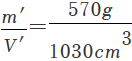 m′/V′ = 570g/1030cm³